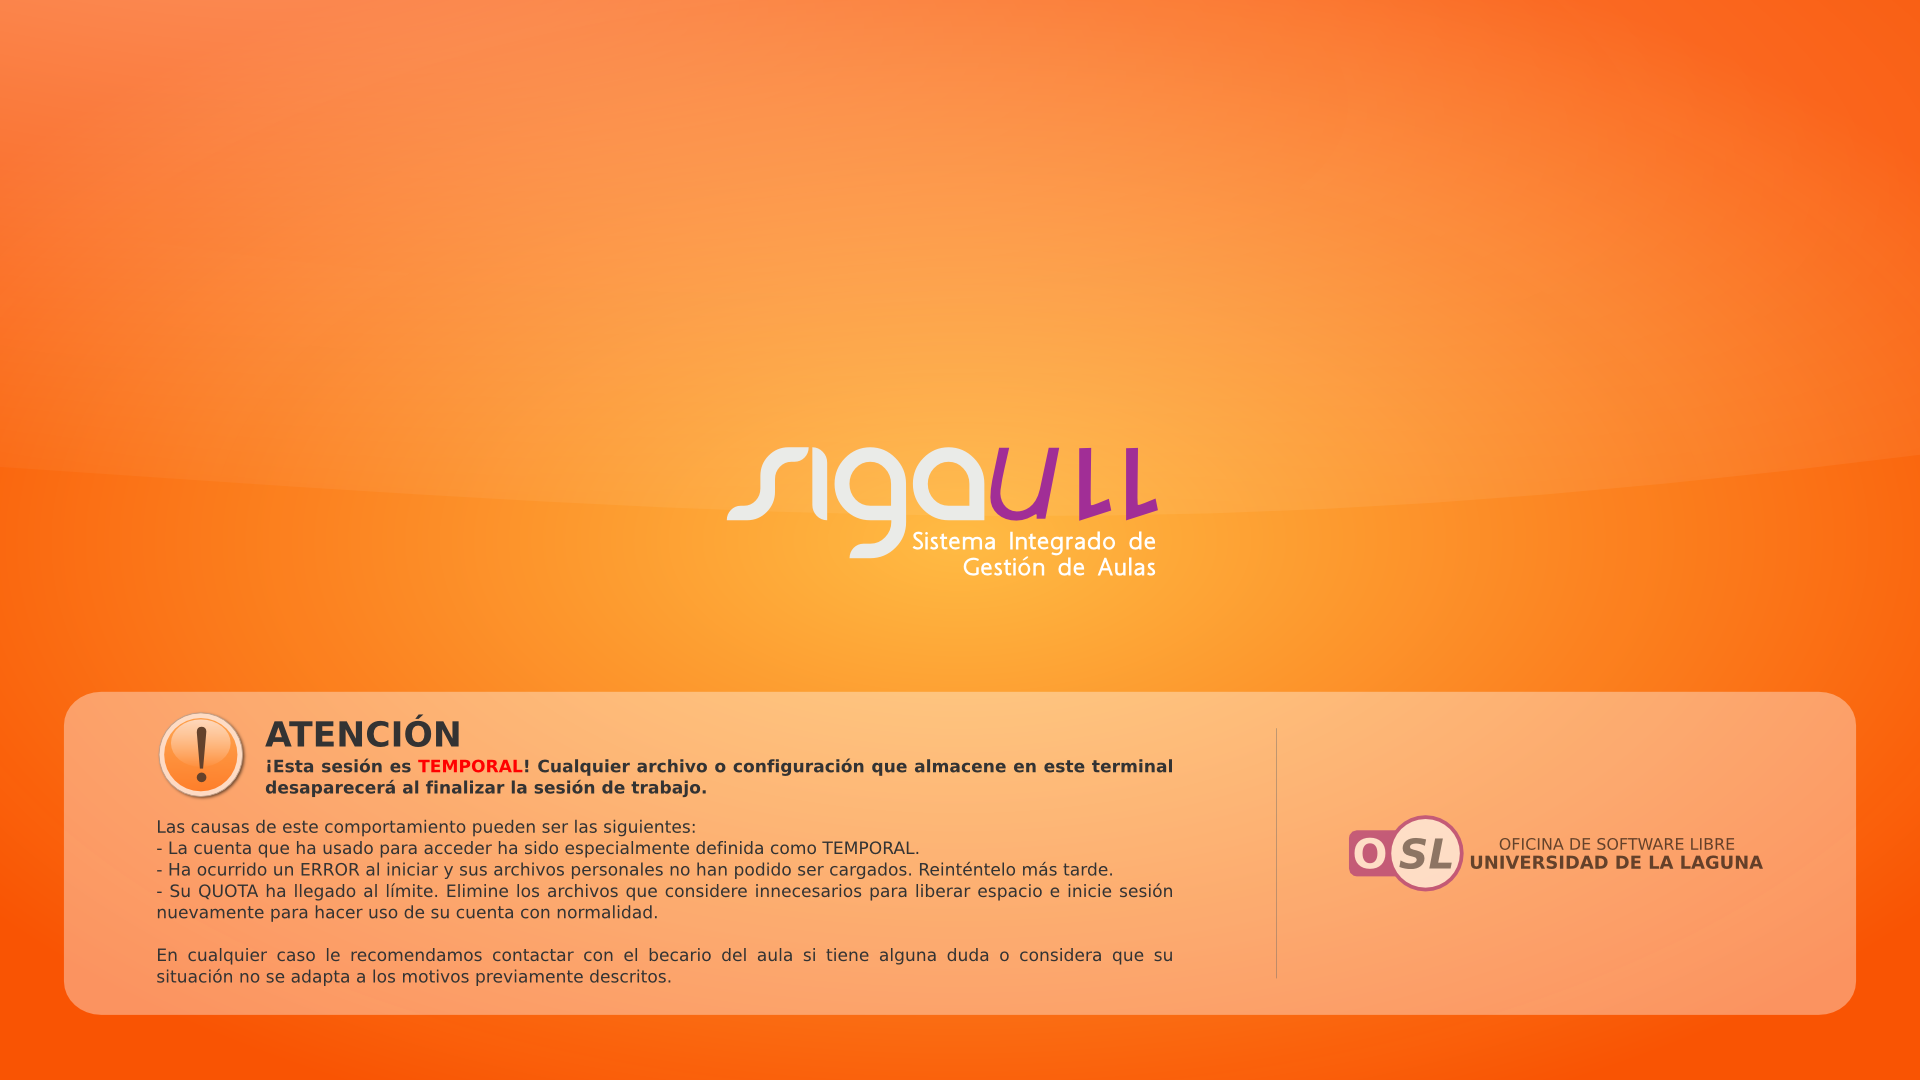 sigaull
Sistema Integrado de
Gestión de Aulas
ATENCIÓN
¡Esta sesión es TEMPORAL! Cualquier archivo o configuración que almacene en este terminal
desaparecerá al finalizar la sesión de trabajo.
Las causas de este comportamiento pueden ser las siguientes:
- La cuenta que ha usado para acceder ha sido especialmente definida como TEMPORAL.
- Ha ocurrido un ERROR al iniciar y sus archivos personales no han podido ser cargados. Reinténtelo más tarde.
- Su QUOTA ha llegado al límite. Elimine los archivos que considere innecesarios para liberar espacio e inicie sesión
nuevamente para hacer uso de su cuenta con normalidad.
En cualquier caso le recomendamos contactar con el becario del aula si tiene alguna duda o considera que su
situación no se adapta a los motivos previamente descritos.
OSL
OFICINA DE SOFTWARE LIBRE
UNIVERSIDAD DE LA LAGUNA